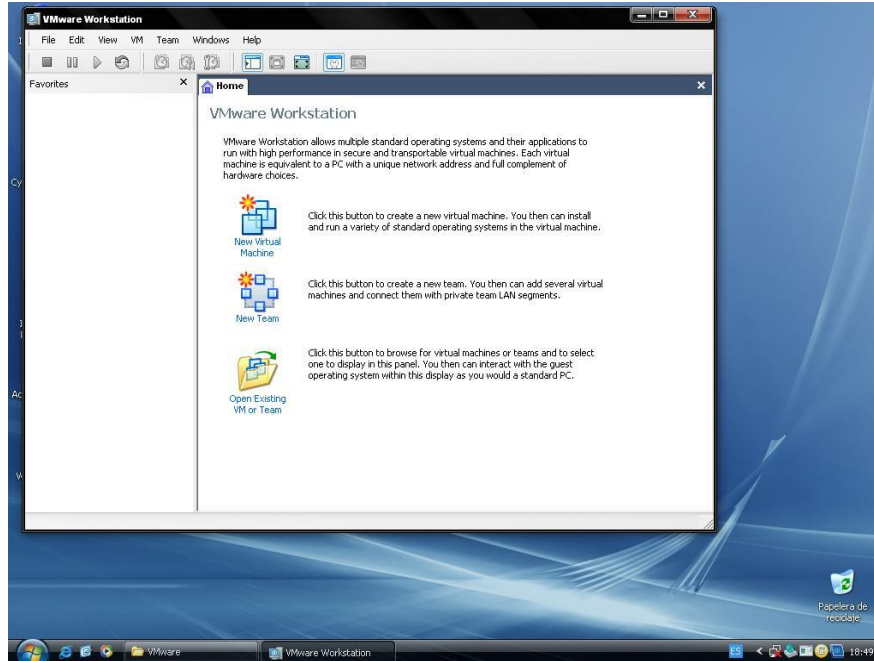 VMware Workstation
File Edit View VM Team Windows Help
Favorites
Home
VMware Workstation
VMware Workstation allows multiple standard operating systems and their applications to
run with high performance in secure and transportable virtual machines. Each virtual
machine is equivalent to a PC with a unique network address and full complement of
hardware choices.
New Virtual
Machine
Click this button to create a new virtual machine. You then can install
and run a variety of standard operating systems in the virtual machine.
New Team
Click this button to create a new team. You then can add several virtual
machines and connect them with private team LAN segments.
Open Existing
VM or Team
Click this button to browse for virtual machines or teams and to select
one to display in this panel. You then can interact with the guest
operating system within this display as you would a standard PC.
Cy
Ac
W
Papelera de
reciclaje
VMware
VMware Workstation
ES
18:49